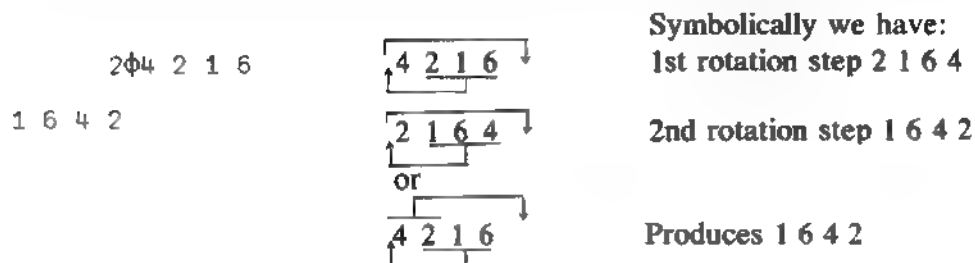 Symbolically we have:
2⌽4 2 1 6
4 2 1 6
1st rotation step 2 1 6 4
1 6 4 2
2 1 6 4
2nd rotation step 1 6 4 2
or
4 2 1 6
Produces 1 6 4 2